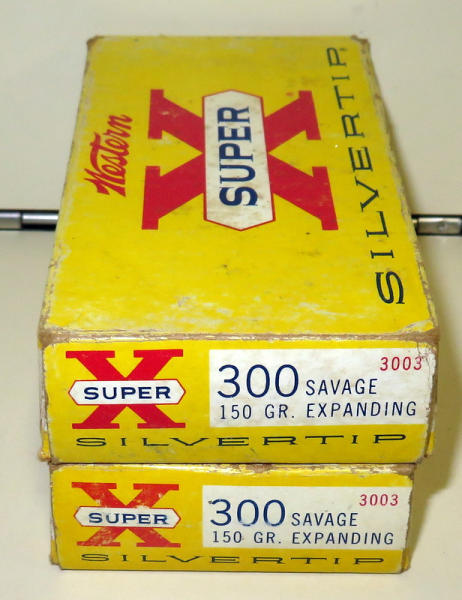 Western
SUPER X
SILVERTIP
X
SUPER
3003
300 SAVAGE
150 GR. EXPANDING
SILVERTIP
X
SUPER
3003
300 SAVAGE
150 GR. EXPANDING
SILVERTIP